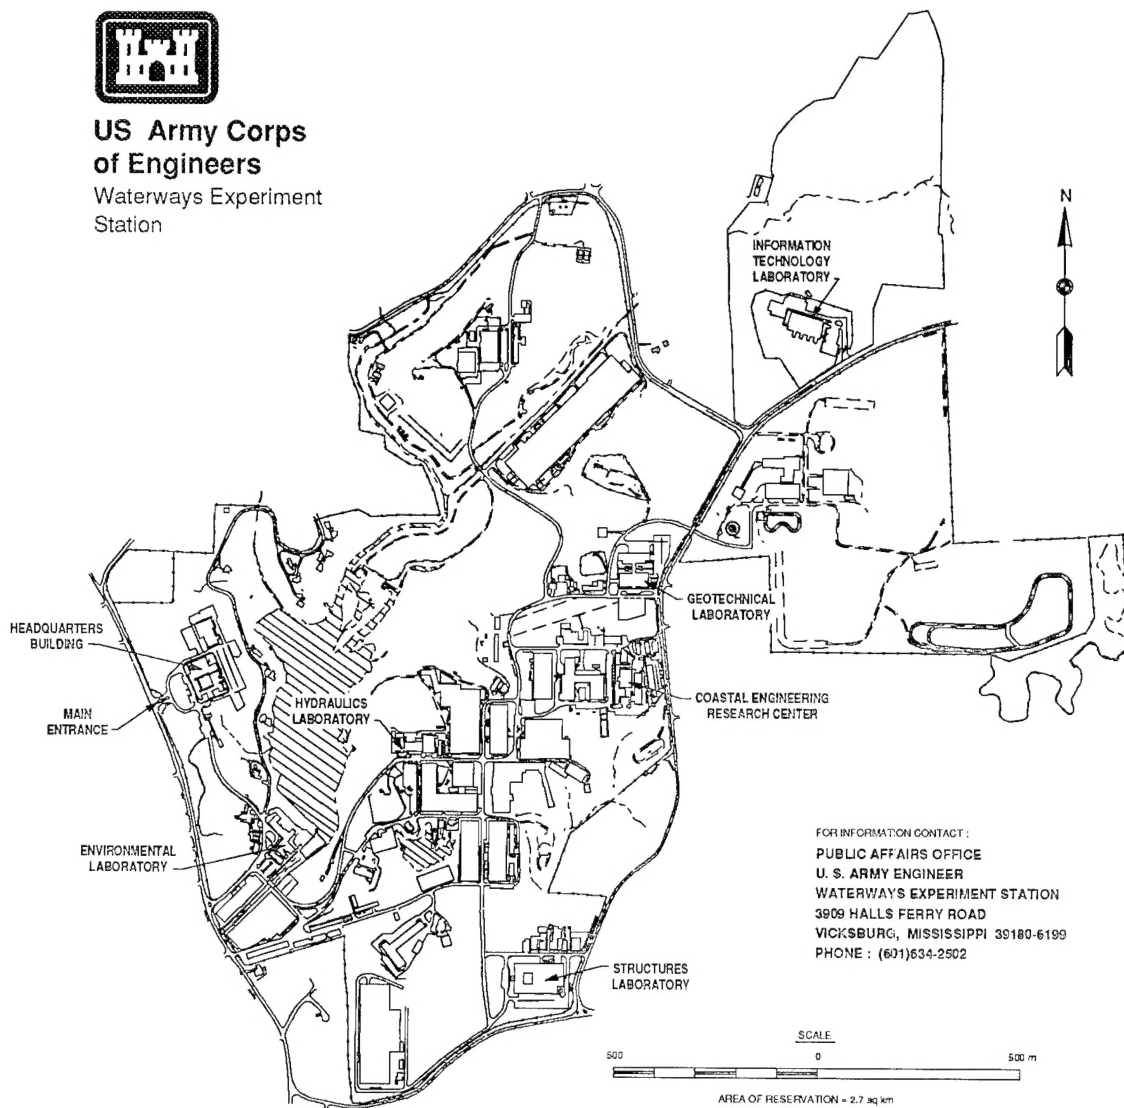 US Army Corps
of Engineers
Waterways Experiment
Station
N
INFORMATION
TECHNOLOGY
LABORATORY
GEOTECHNICAL
LABORATORY
HEADQUARTERS
BUILDING
MAIN
ENTRANCE
HYDRAULICS
LABORATORY
COASTAL ENGINEERING
RESEARCH CENTER
ENVIRONMENTAL
LABORATORY
STRUCTURES
LABORATORY
FOR INFORMATION CONTACT :
PUBLIC AFFAIRS OFFICE
U. S. ARMY ENGINEER
WATERWAYS EXPERIMENT STATION
3909 HALLS FERRY ROAD
VICKSBURG, MISSISSIPPI 39180-6199
PHONE : (601)634-2502
SCALE
500 0 500 m
AREA OF RESERVATION = 2.7 sq km